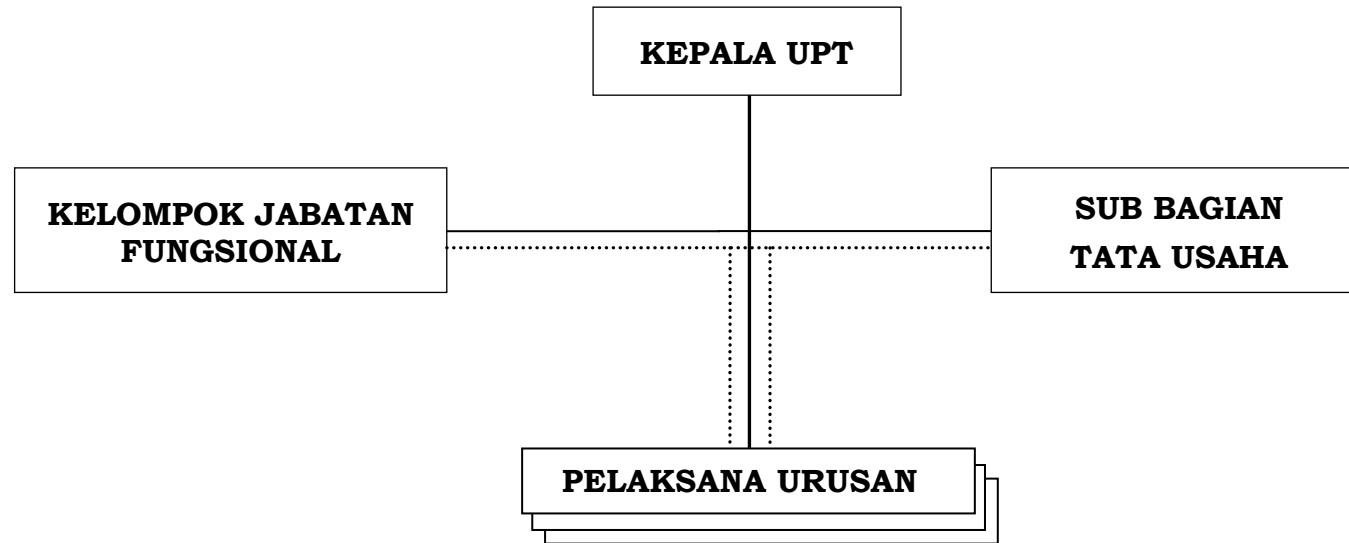 KEPALA UPT
KELOMPOK JABATAN
FUNGSIONAL
SUB BAGIAN
TATA USAHA
PELAKSANA URUSAN